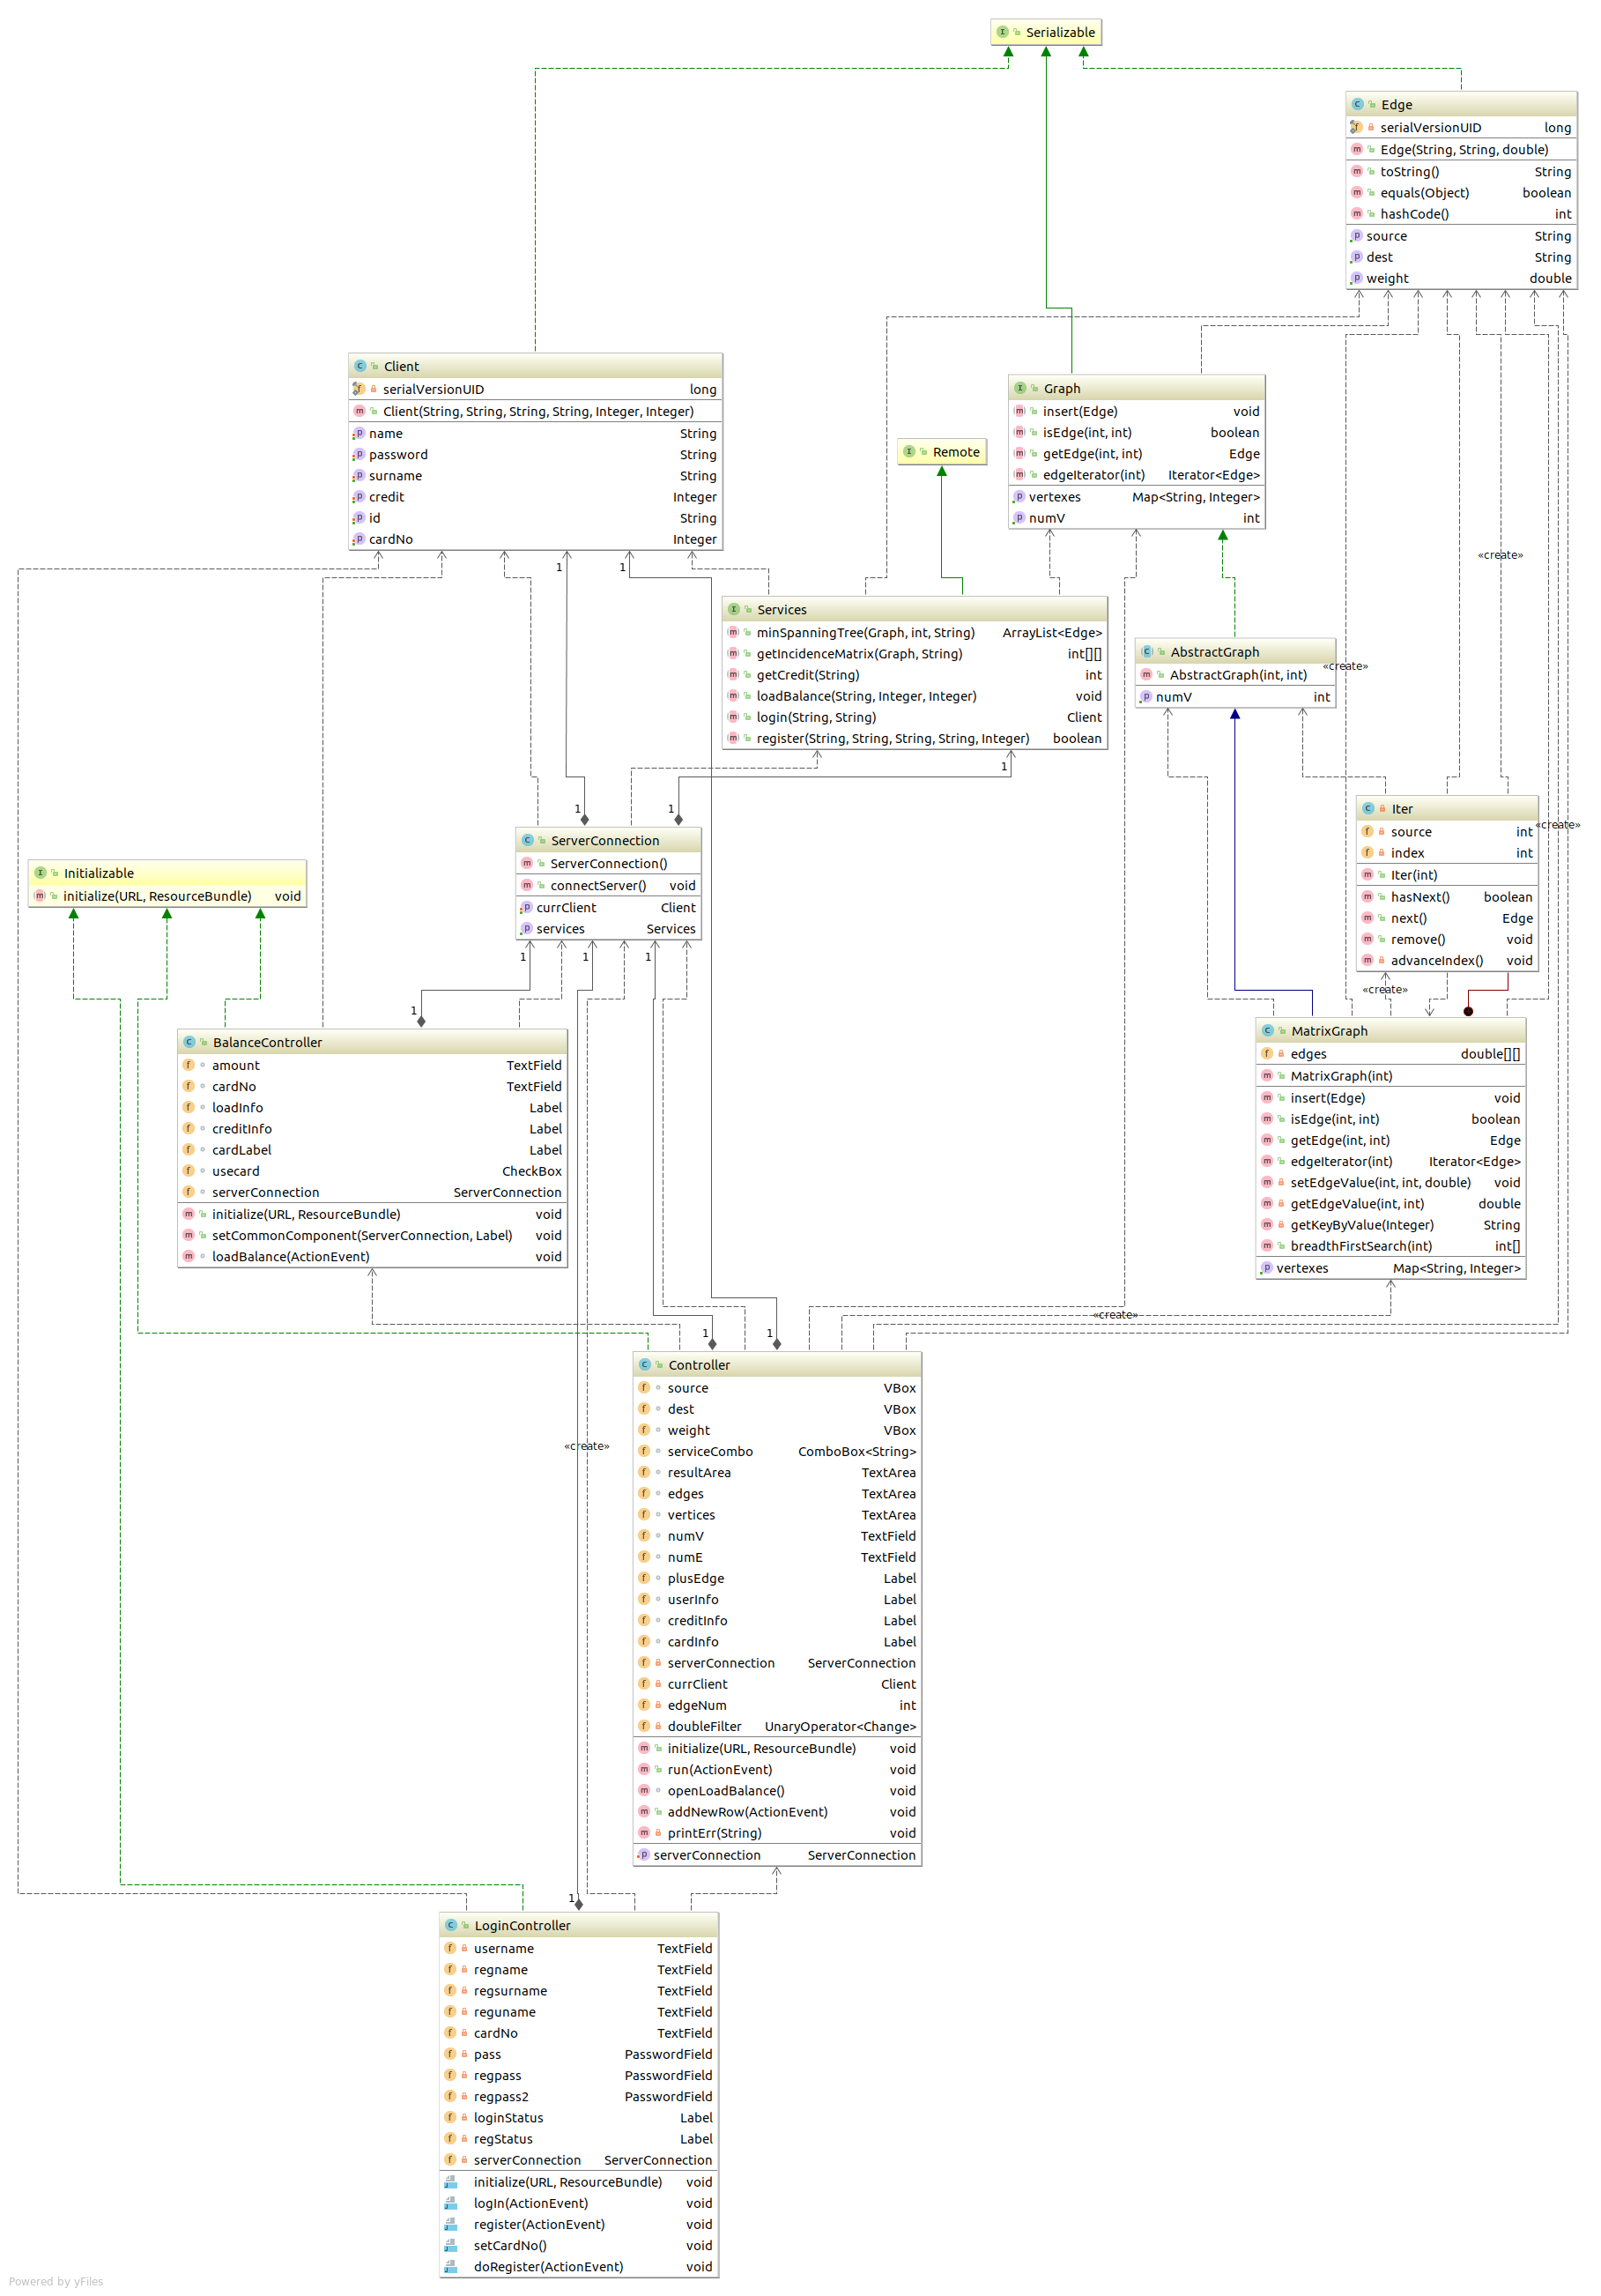 Serializable
Edge
serialVersionUID long
Edge(String, String, double)
toString() String
equals(Object) boolean
hashCode() int
source String
dest String
weight double
Client
serialVersionUID long
Client(String, String, String, String, Integer, Integer)
name String
password String
surname String
credit Integer
id String
cardNo Integer
Graph
insert(Edge) void
isEdge(int, int) boolean
getEdge(int, int) Edge
edgeIterator(int) Iterator<Edge>
vertexes Map<String, Integer>
numV int
Remote
«create»
1
1
Services
minSpanningTree(Graph, int, String) ArrayList<Edge>
getIncidenceMatrix(Graph, String) int[][]
getCredit(String) int
loadBalance(String, Integer, Integer) void
login(String, String) Client
register(String, String, String, String, Integer) boolean
AbstractGraph
AbstractGraph(int, int)
numV int
«create»
1
1
1
Iter
source int
index int
Iter(int)
hasNext() boolean
next() Edge
remove() void
advanceIndex() void
«create»
ServerConnection
ServerConnection()
connectServer() void
currClient Client
services Services
Initializable
initialize(URL, ResourceBundle) void
1
1
1
1
«create»
BalanceController
amount TextField
cardNo TextField
loadInfo Label
creditInfo Label
cardLabel Label
usecard CheckBox
serverConnection ServerConnection
initialize(URL, ResourceBundle) void
setCommonComponent(ServerConnection, Label) void
loadBalance(ActionEvent) void
MatrixGraph
edges double[][]
MatrixGraph(int)
insert(Edge) void
isEdge(int, int) boolean
getEdge(int, int) Edge
edgeIterator(int) Iterator<Edge>
setEdgeValue(int, int, double) void
getEdgeValue(int, int) double
getKeyByValue(Integer) String
breadthFirstSearch(int) int[]
vertexes Map<String, Integer>
«create»
1
1
Controller
source VBox
dest VBox
weight VBox
serviceCombo ComboBox<String>
resultArea TextArea
edges TextArea
vertices TextArea
numV TextField
numE TextField
plusEdge Label
userInfo Label
creditInfo Label
cardInfo Label
serverConnection ServerConnection
currClient Client
edgeNum int
doubleFilter UnaryOperator<Change>
initialize(URL, ResourceBundle) void
run(ActionEvent) void
openLoadBalance() void
addNewRow(ActionEvent) void
printErr(String) void
serverConnection ServerConnection
«create»
1
LoginController
username TextField
regname TextField
regsurname TextField
reguname TextField
cardNo TextField
pass PasswordField
regpass PasswordField
regpass2 PasswordField
loginStatus Label
regStatus Label
serverConnection ServerConnection
initialize(URL, ResourceBundle) void
logIn(ActionEvent) void
register(ActionEvent) void
setCardNo() void
doRegister(ActionEvent) void
Powered by yFiles